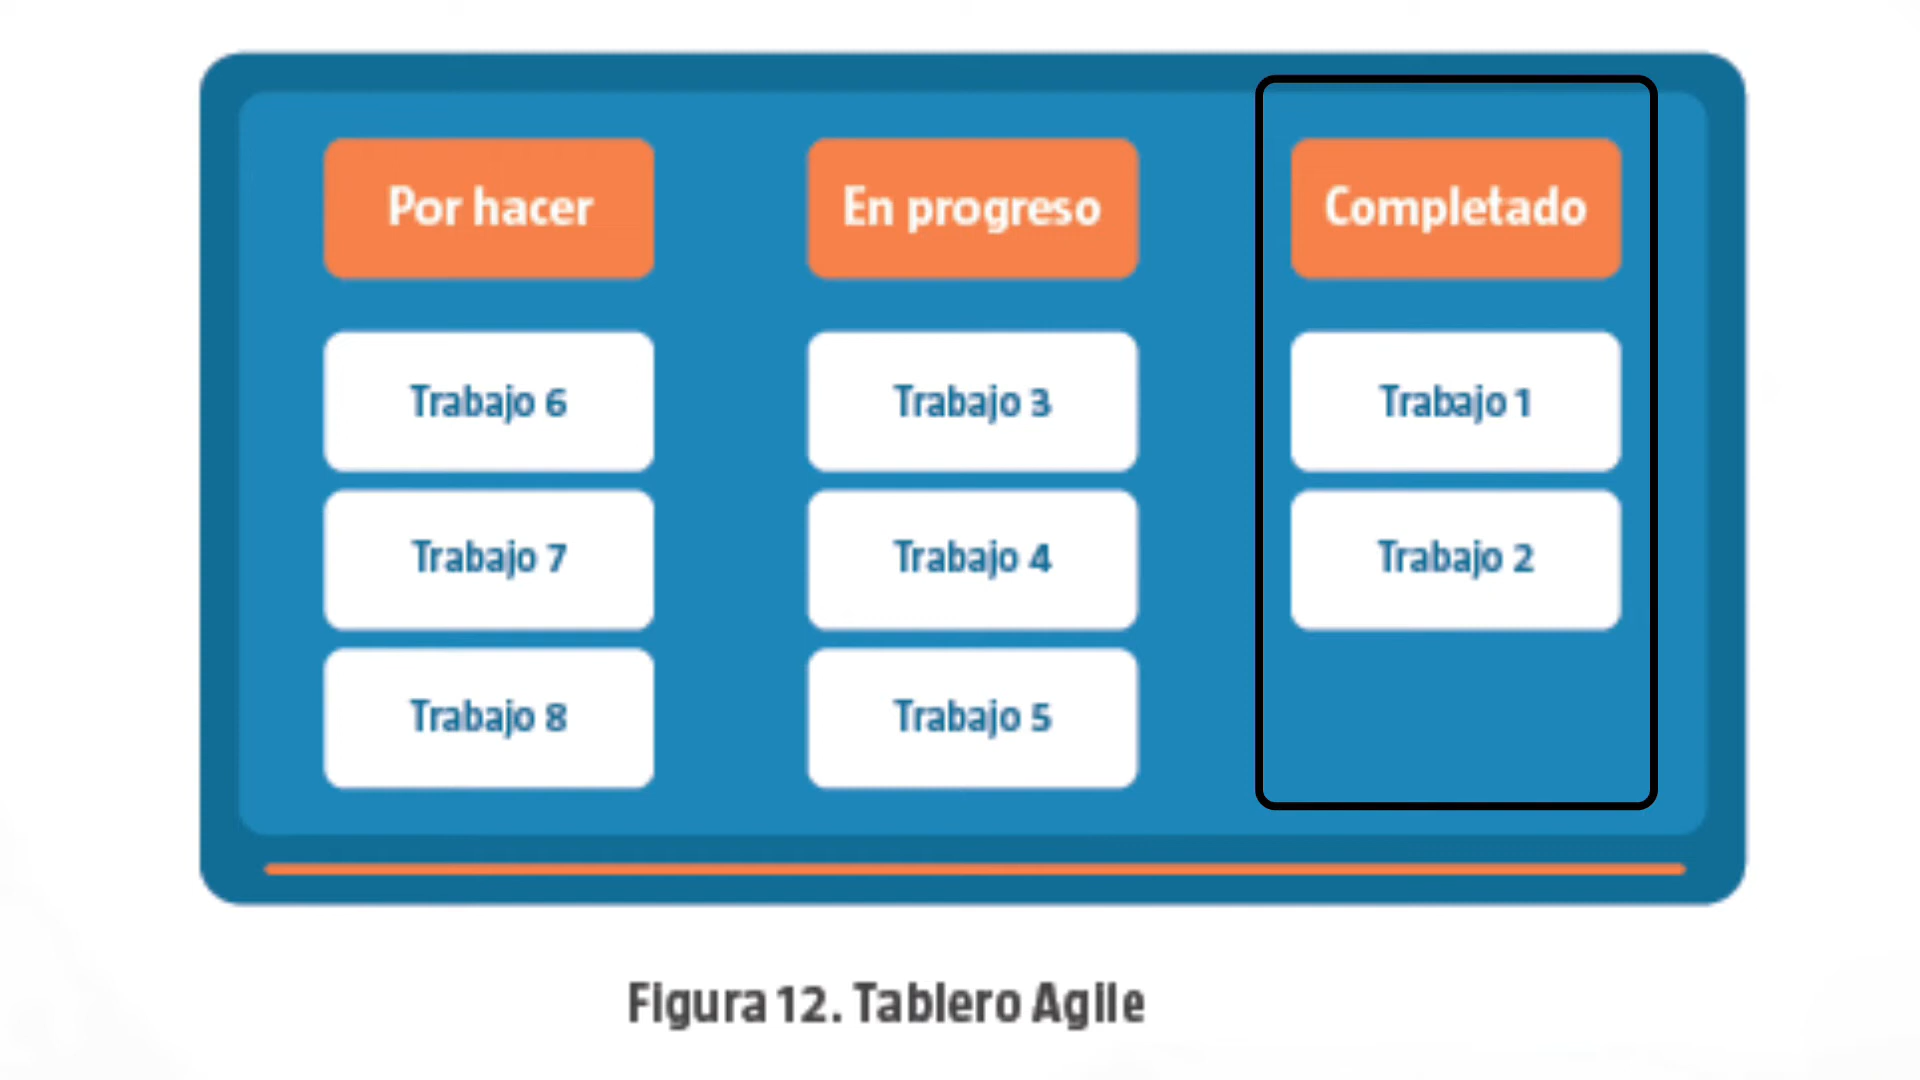 Por hacer
En progreso
Completado
Trabajo 6
Trabajo 3
Trabajo 1
Trabajo 7
Trabajo 4
Trabajo 2
Trabajo 8
Trabajo 5
Figura 12. Tablero Agile